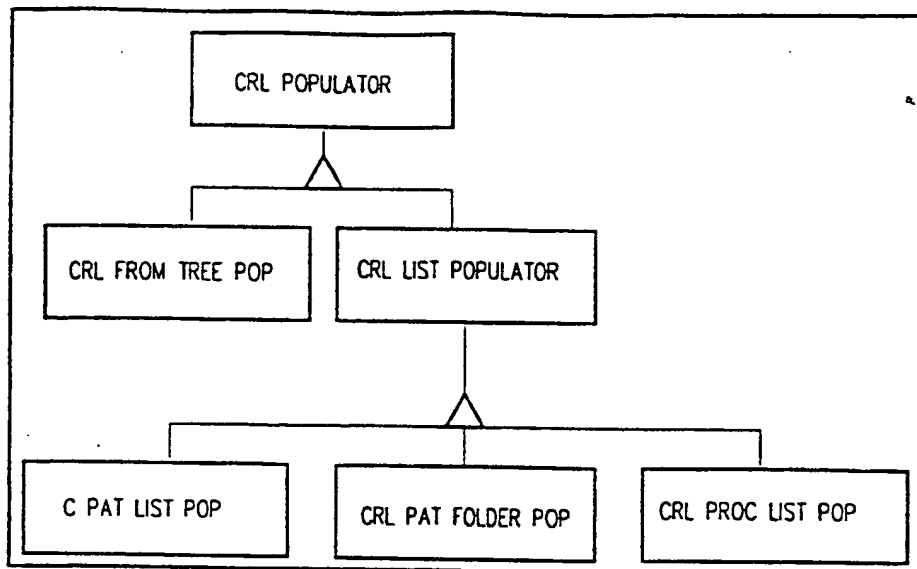 CRL POPULATOR
CRL FROM TREE POP
CRL LIST POPULATOR
C PAT LIST POP
CRL PAT FOLDER POP
CRL PROC LIST POP